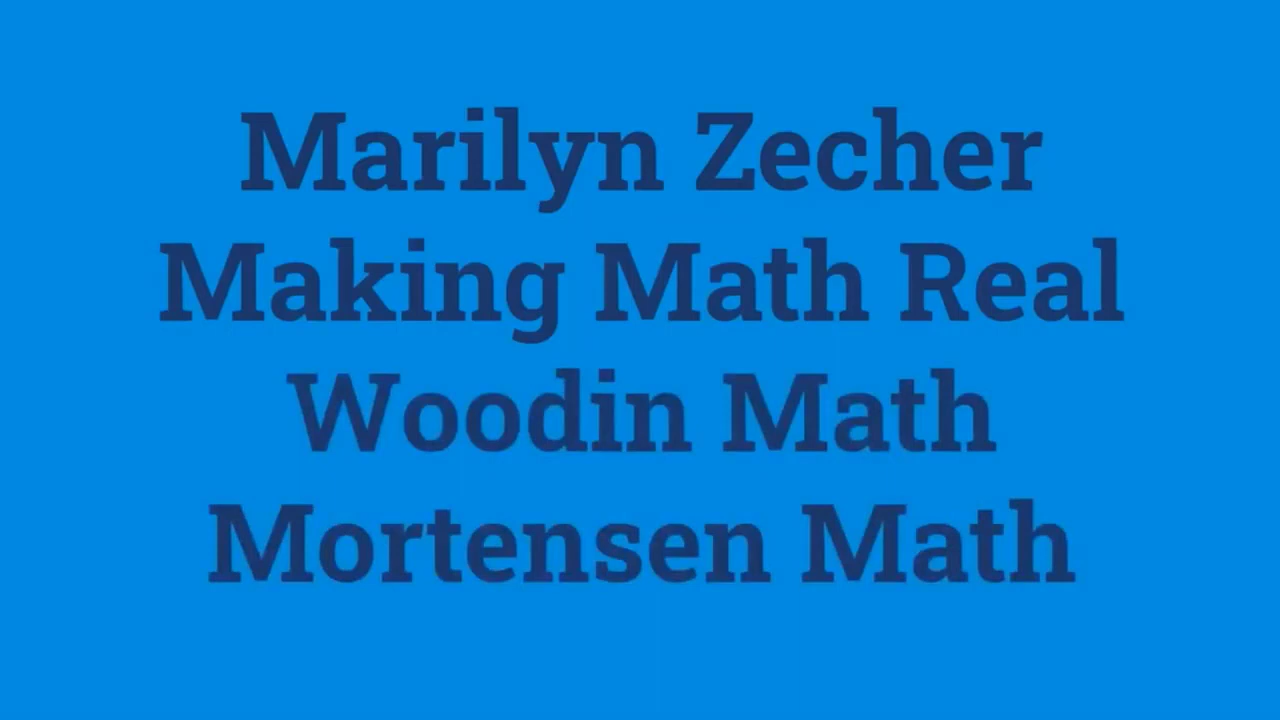 Marilyn Zecher
Making Math Real
Woodin Math
Mortensen Math